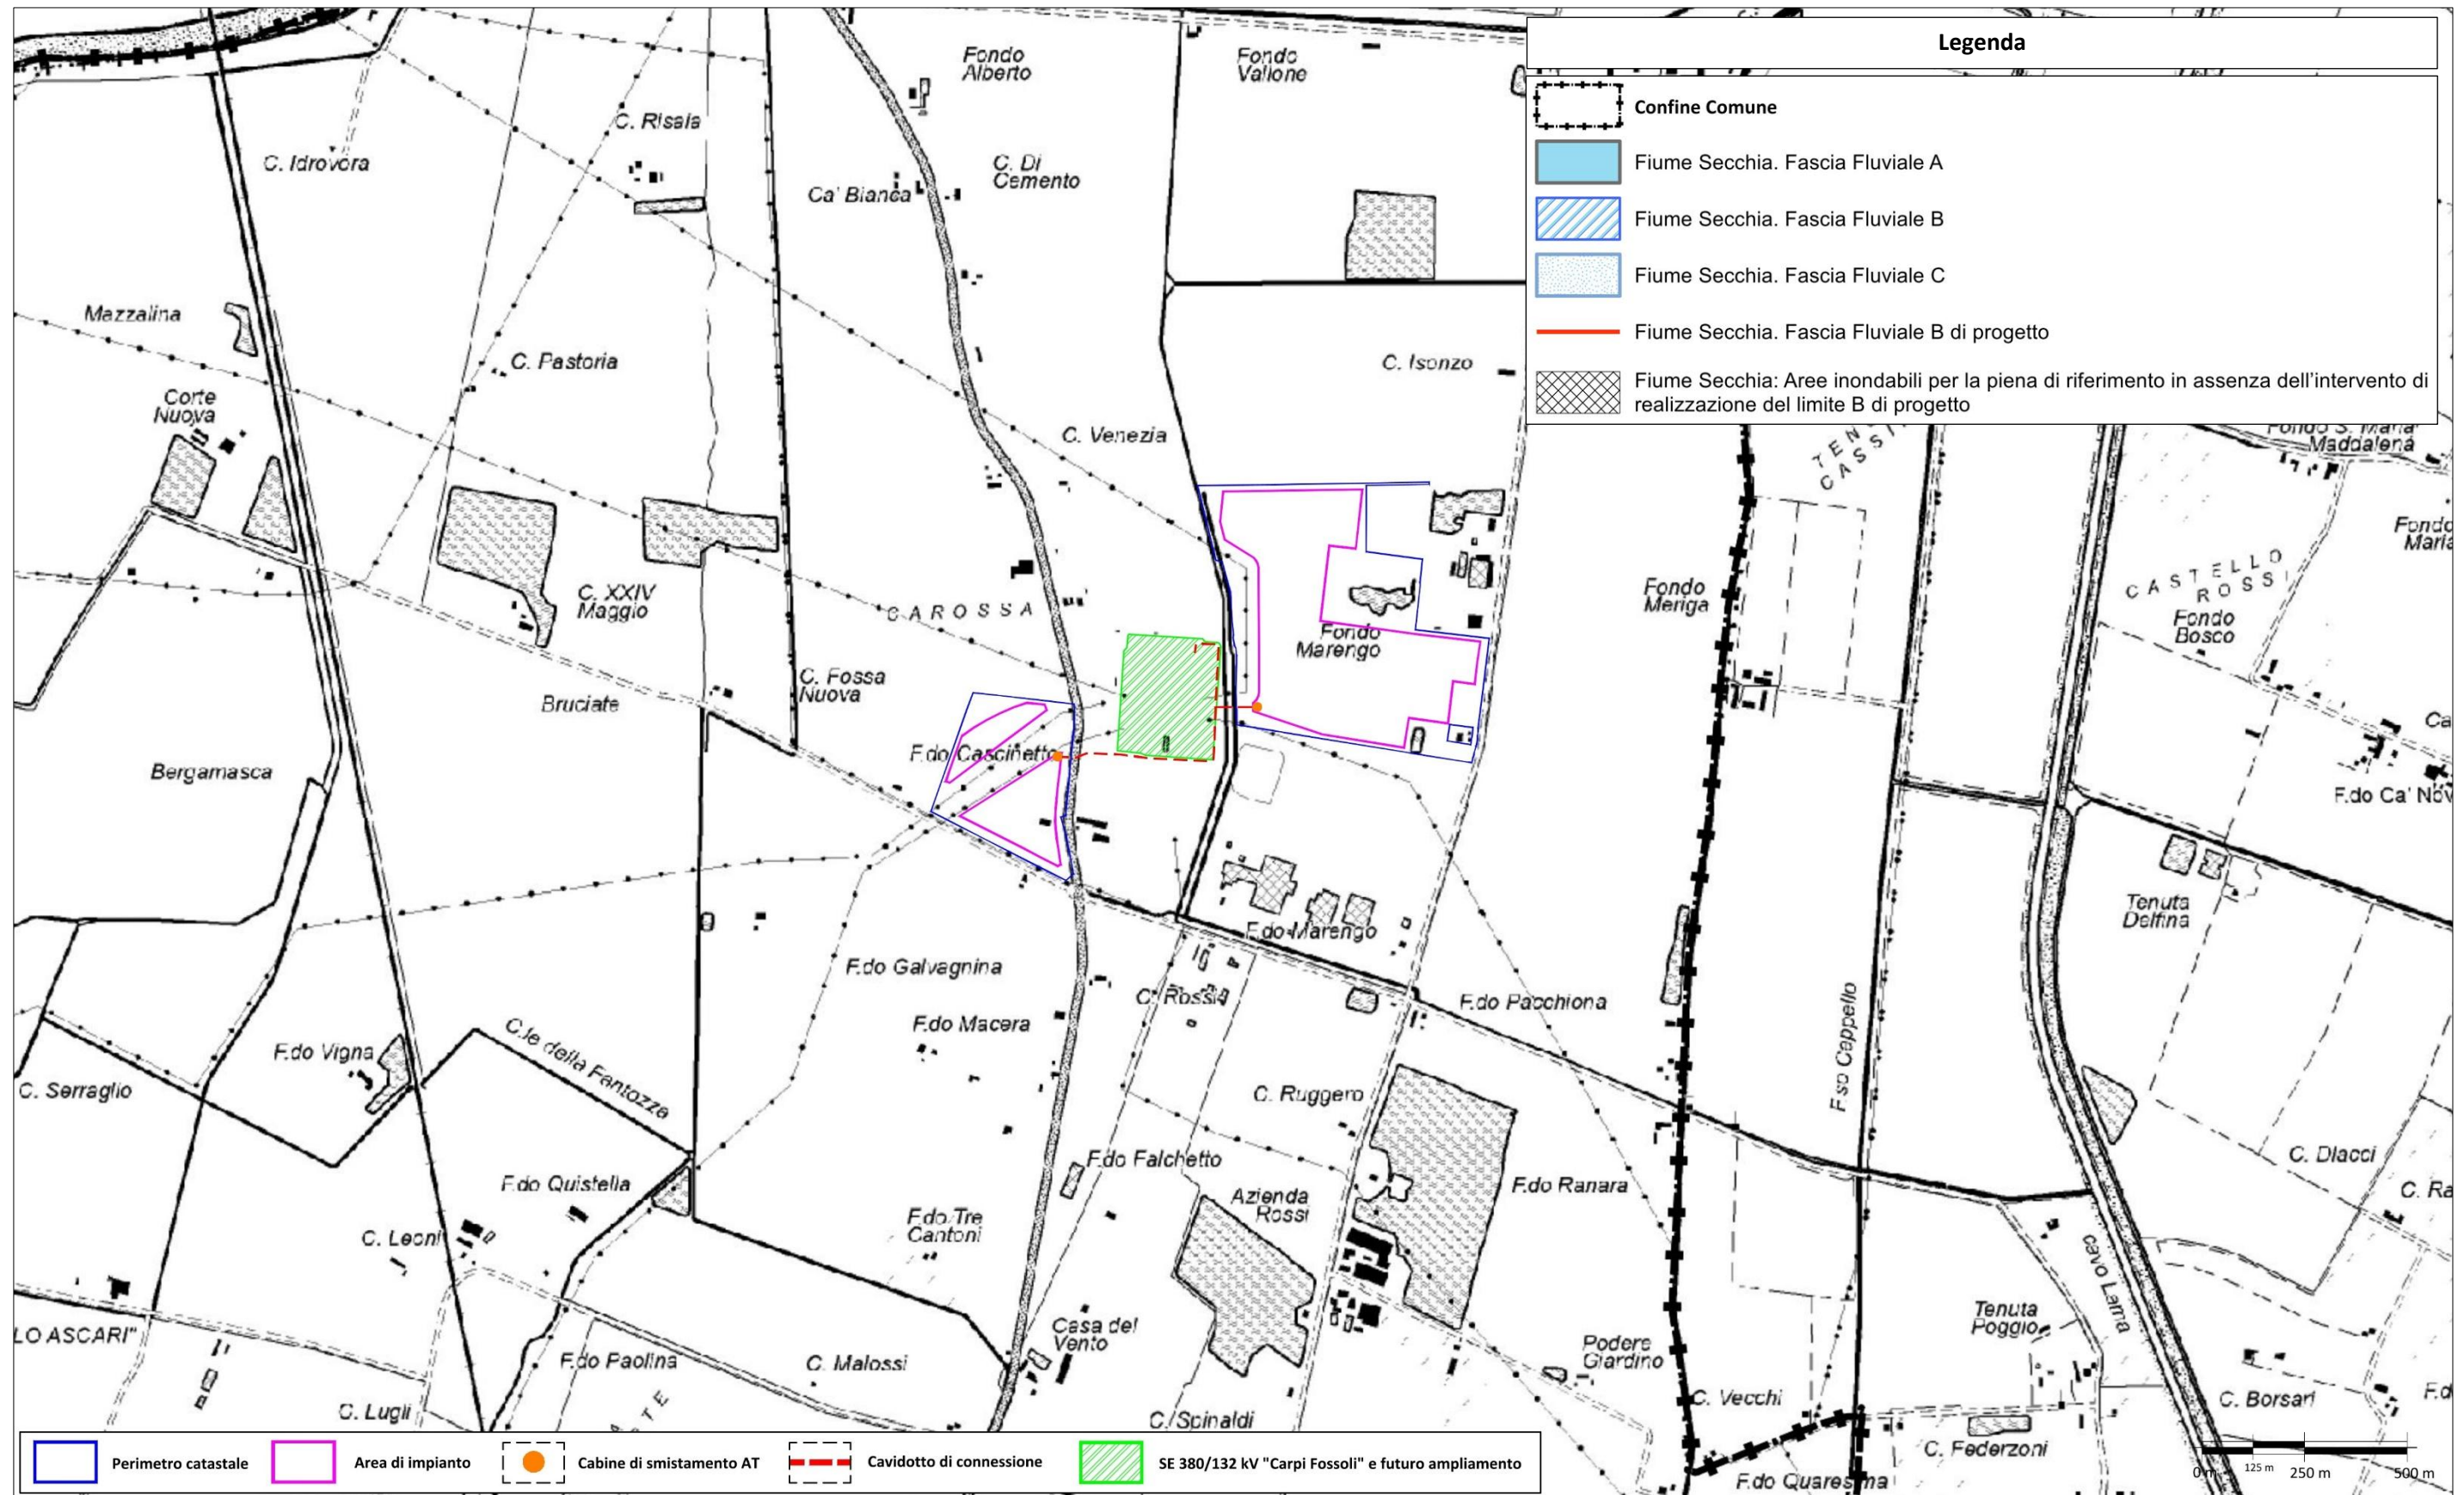 Legenda
Confine Comune
Fiume Secchia. Fascia Fluviale A
Fiume Secchia. Fascia Fluviale B
Fiume Secchia. Fascia Fluviale C
Fiume Secchia. Fascia Fluviale B di progetto
Fiume Secchia: Aree inondabili per la piena di riferimento in assenza dell'intervento di
realizzazione del limite B di progetto
Fondo
Alberto
Fondo
Vallone
C. Risaia
C. Idrovora
C. Di
Cemento
Ca' Bianca
Mazzalina
C. Pastoria
C. Isonzo
Corte
Nuova
C. Venezia
Maddalena
C. XXIV
Maggio
CAROSSA
Fondo
Meriga
CASTELLO
ROSSI
Fondo
Bosco
Fondo
Marengo
C. Fossa
Nuova
Bruciate
F.do Cascinetto
Bergamasca
F.do Ca' Nov
Tenuta
Delfina
F.do Marengo
F.do Galvagnina
C. Rossi
F.do Pacchiona
F.do Macera
F.so Cappello
F.do Vigna
C.le della Fantozza
C. Serraglio
C. Ruggero
F.do Falchetto
C. Dlacci
F.do Quistella
Azienda
Rossi
F.do Ranara
C. Ra
F.do Tre
Cantoni
C. Leoni
cavo Lama
Tenuta
Poggio
LO ASCARI"
Casa del
Vento
Podere
Giardino
F.do Paolina
C. Malossi
C. Vecchi
C. Borsari
F.d
C. Lugli
C. Spinaldi
C. Federzoni
F.do Quaresima
0 m
125 m
250 m
500 m
Perimetro catastale
Area di impianto
Cabine di smistamento AT
Cavidotto di connessione
SE 380/132 kV "Carpi Fossoli" e futuro ampliamento